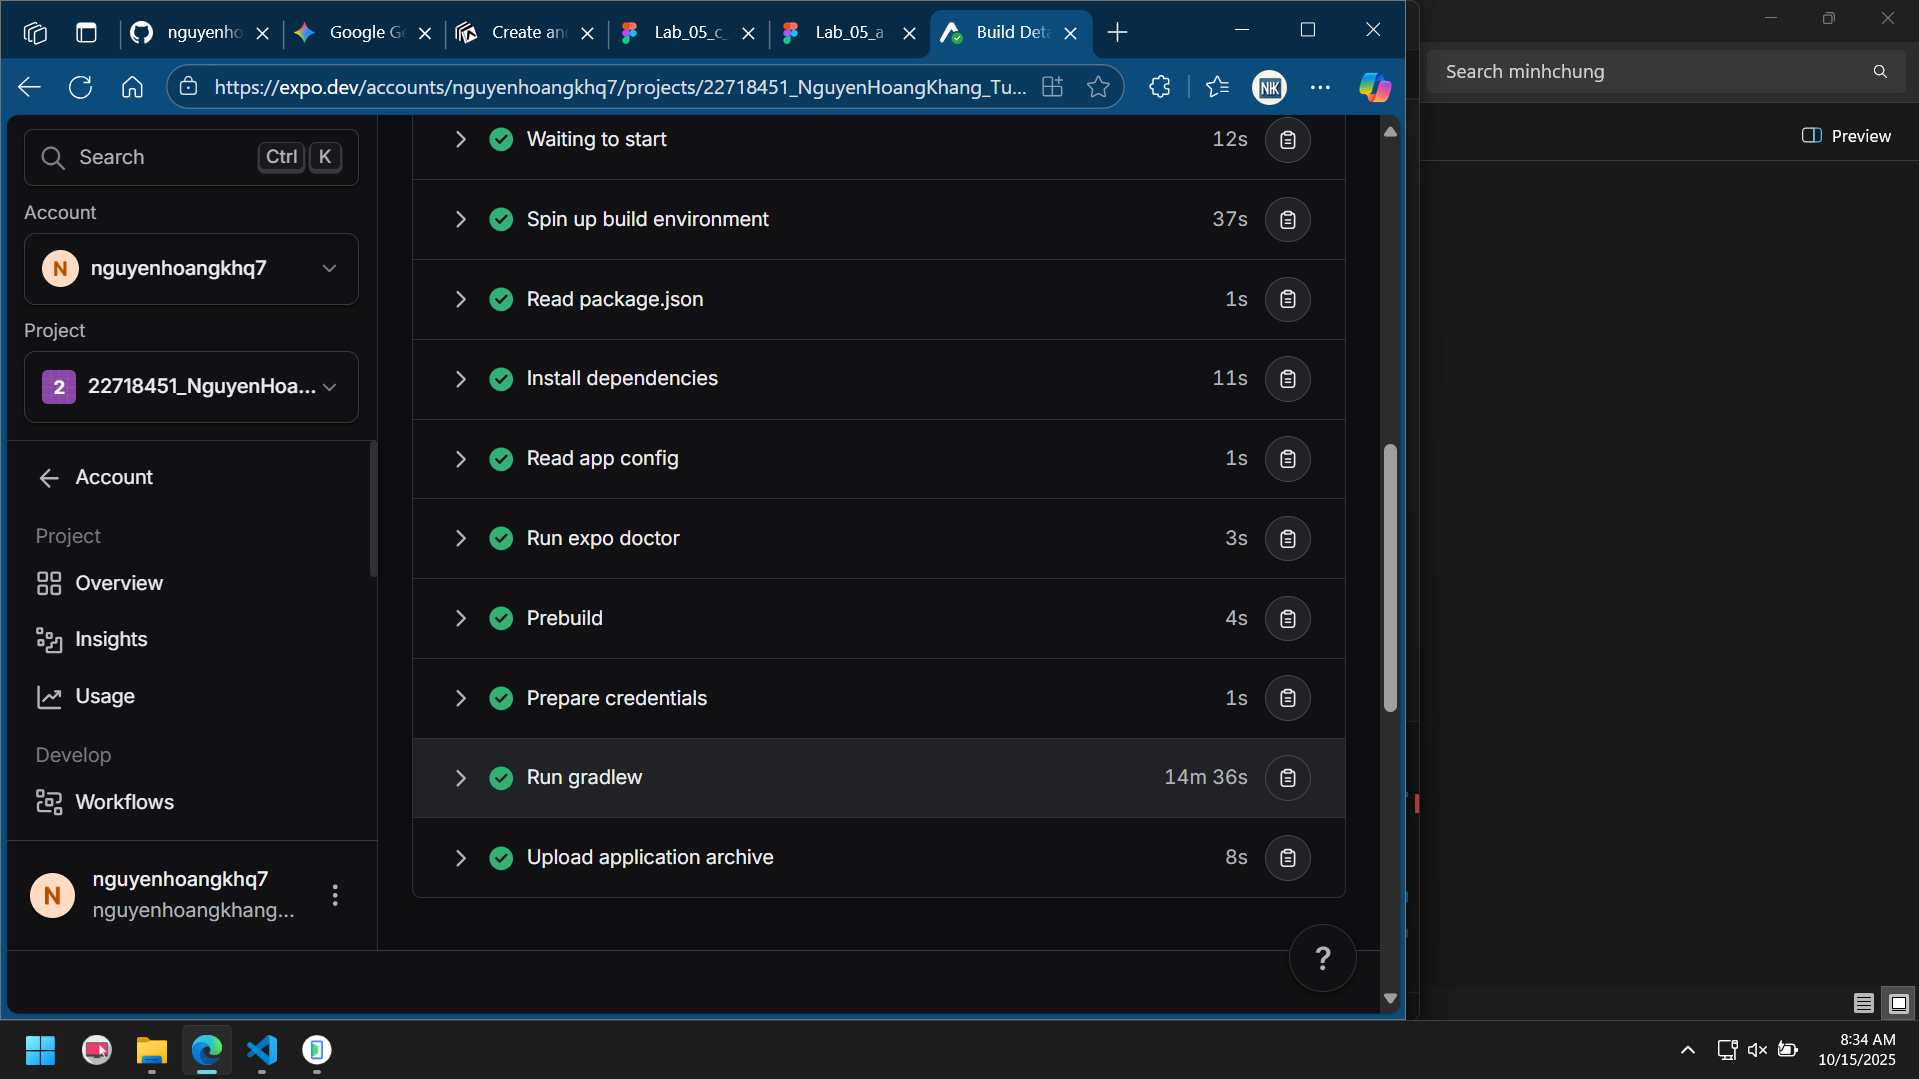 nguyenho
Google G
Create an
Lab_05_c_
Lab_05_a
Build Deta
https://expo.dev/accounts/nguyenhoangkhq7/projects/22718451_NguyenHoangKhang_Tu...
NK
Search minhchung
Preview
Search
Ctrl
K
Account
N
nguyenhoangkhq7
Project
2
22718451_NguyenHoa...
Account
Project
Overview
Insights
Usage
Develop
Workflows
N
nguyenhoangkhq7
nguyenhoangkhang...
Waiting to start
12s
Spin up build environment
37s
Read package.json
1s
Install dependencies
11s
Read app config
1s
Run expo doctor
3s
Prebuild
4s
Prepare credentials
1s
Run gradlew
14m 36s
Upload application archive
8s
?
8:34 AM
10/15/2025